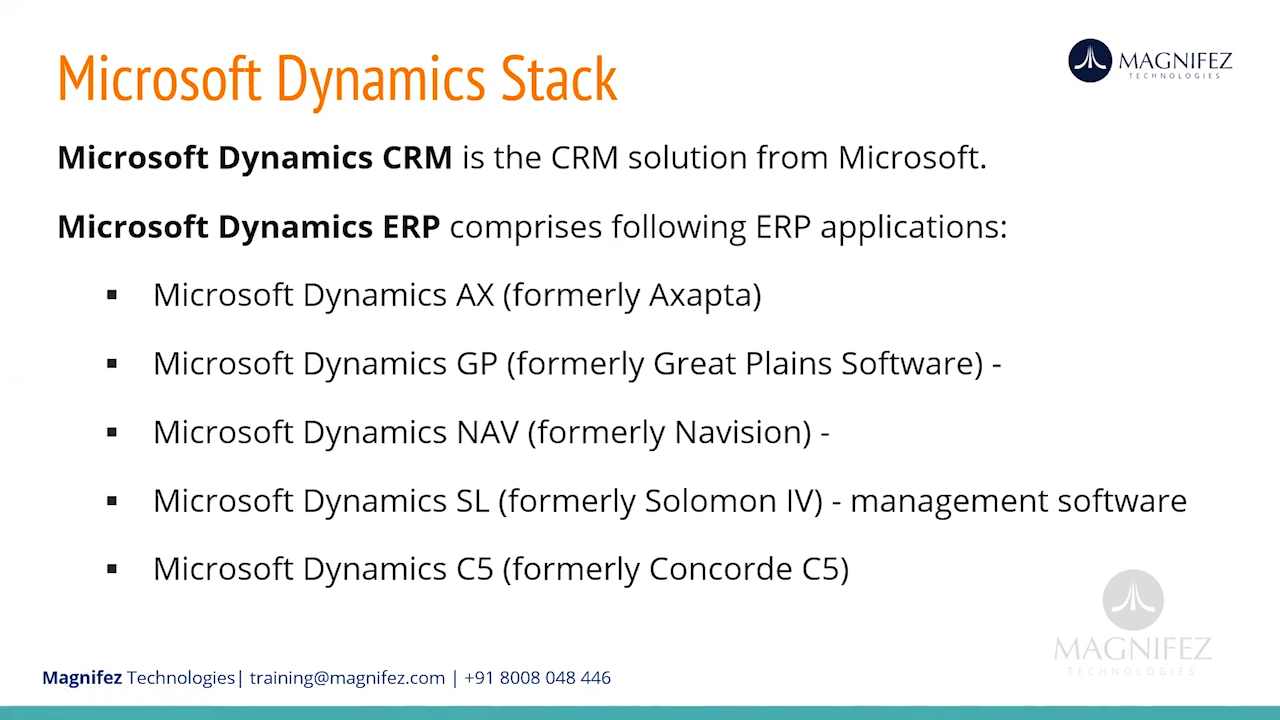 Microsoft Dynamics Stack
MAGNIFEZ
TECHNOLOGIES
Microsoft Dynamics CRM is the CRM solution from Microsoft.
Microsoft Dynamics ERP comprises following ERP applications:
▪ Microsoft Dynamics AX (formerly Axapta)
▪ Microsoft Dynamics GP (formerly Great Plains Software) -
▪ Microsoft Dynamics NAV (formerly Navision) -
▪ Microsoft Dynamics SL (formerly Solomon IV) - management software
▪ Microsoft Dynamics C5 (formerly Concorde C5)
MAGNIFEZ
TECHNOLOGIES
Magnifez Technologies| training@magnifez.com | +91 8008 048 446